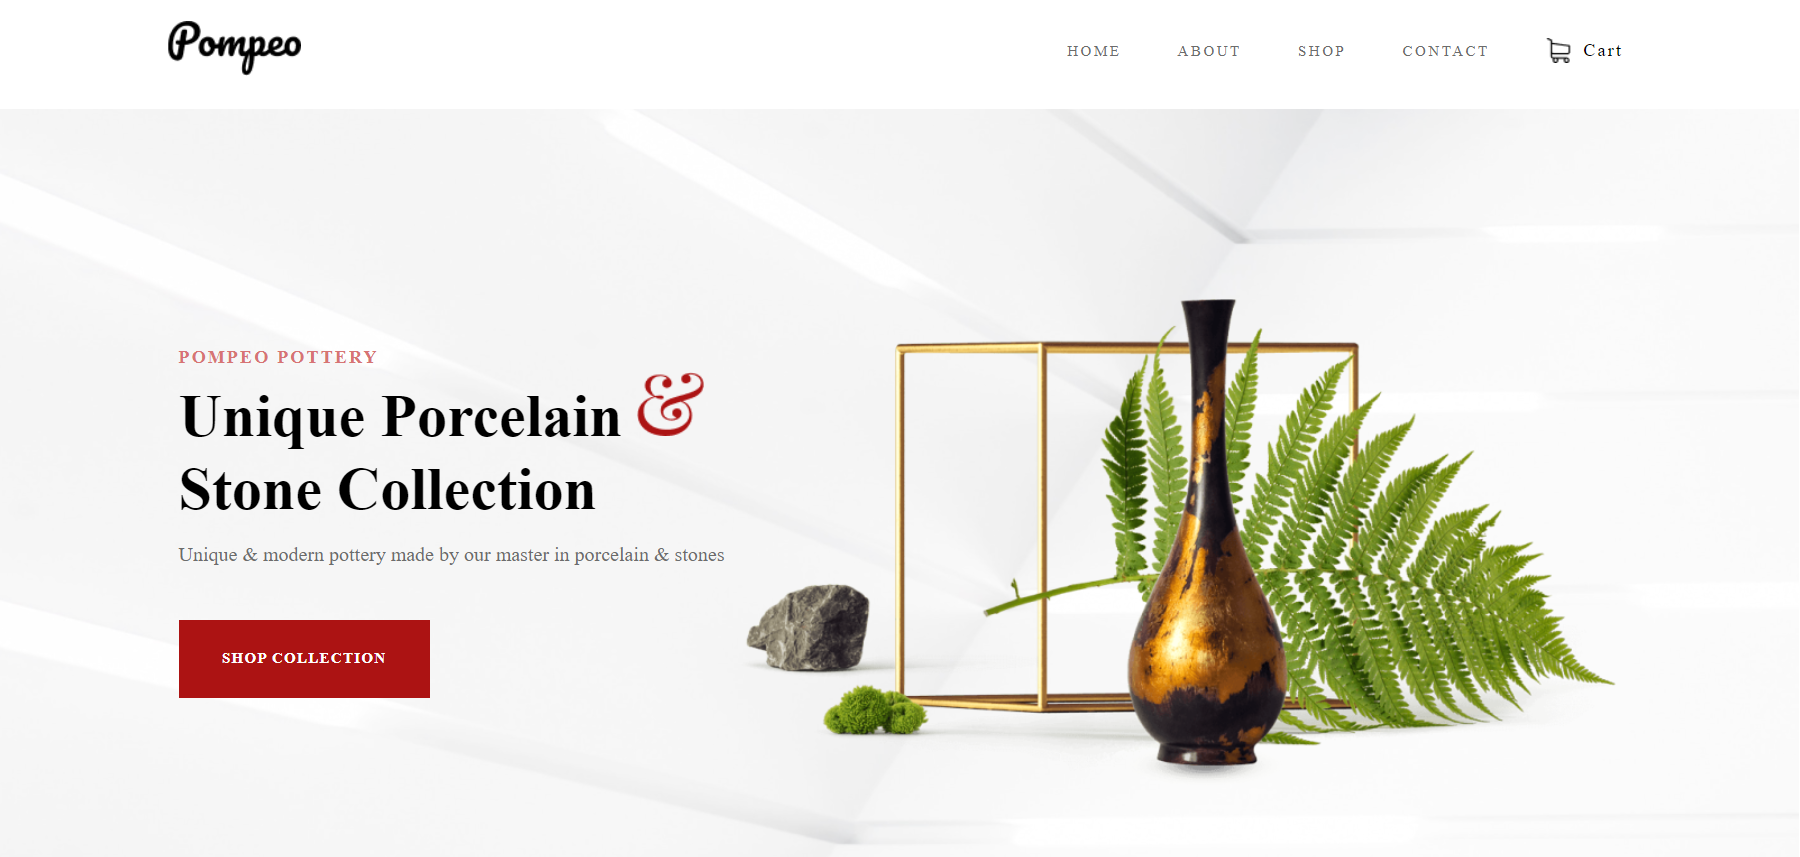 Pompeo
HOME ABOUT SHOP CONTACT Cart
POMPEO POTTERY
Unique Porcelain &
Stone Collection
Unique & modern pottery made by our master in porcelain & stones
SHOP COLLECTION